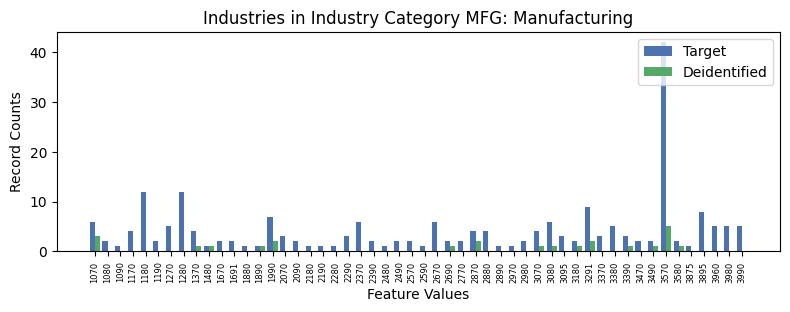 Industries in Industry Category MFG: Manufacturing
Record Counts
40
30
20
10
0
Target
Deidentified
1070 1080 1090 1170 1180 1190 1270 1280 1370 1480 1670 1691 1880 1890 1990 2070 2090 2180 2190 2280 2290 2370 2390 2480 2490 2570 2590 2670 2690 2770 2870 2880 2890 2970 2980 3070 3080 3095 3180 3291 3370 3380 3390 3470 3490 3570 3580 3875 3895 3960 3980 3990
Feature Values